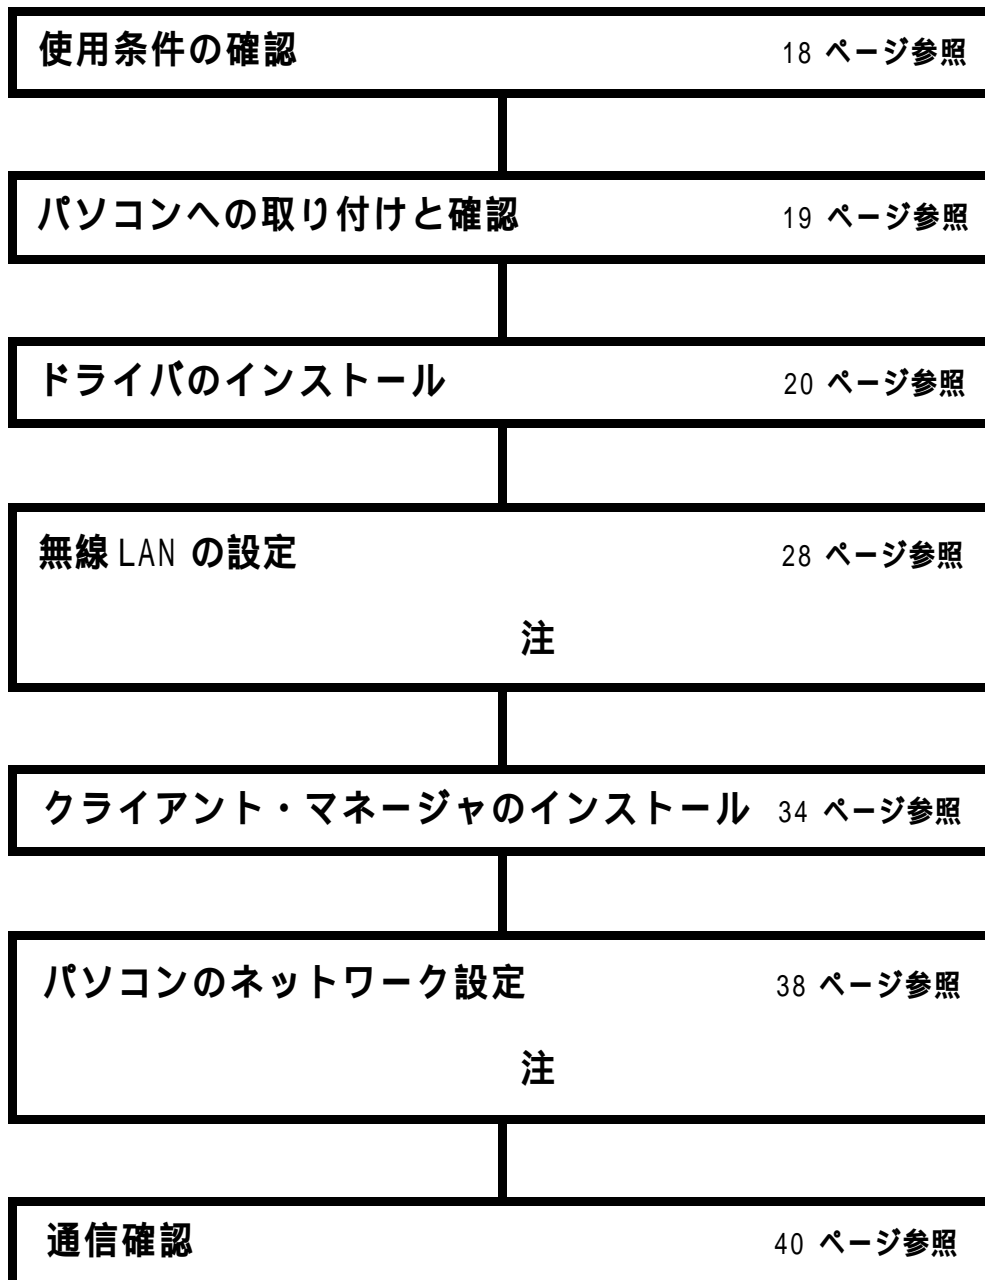 使用条件の確認 18 ページ参照
パソコンへの取り付けと確認 19 ページ参照
ドライバのインストール 20 ページ参照
無線 LAN の設定 28 ページ参照
注
クライアント・マネージャのインストール 34 ページ参照
パソコンのネットワーク設定 38 ページ参照
注
通信確認 40 ページ参照